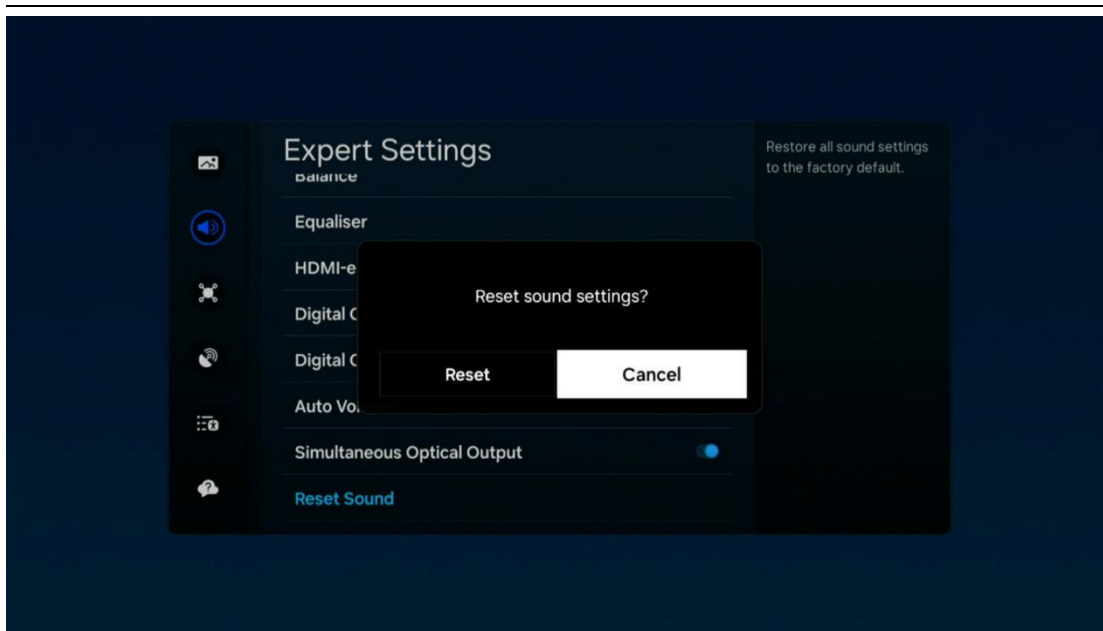 Expert Settings
Balance
Equaliser
HDMI-e
Digital
Digital
Auto Vo
Simultaneous Optical Output
Reset Sound
Reset sound settings?
Reset
Cancel
Restore all sound settings
to the factory default.